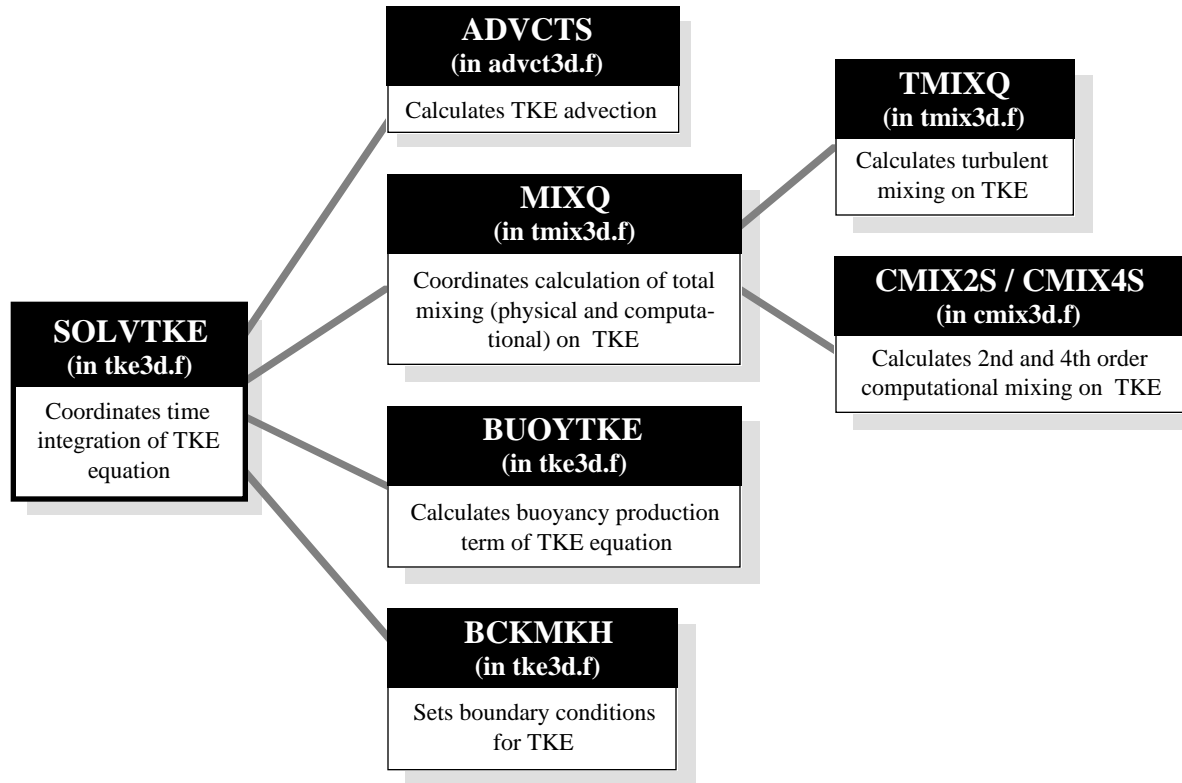 SOLVTKE
(in tke3d.f)
Coordinates time
integration of TKE
equation
ADVCTS
(in advct3d.f)
Calculates TKE advection
MIXQ
(in tmix3d.f)
Coordinates calculation of total
mixing (physical and computa-
tional) on TKE
BUOYTKE
(in tke3d.f)
Calculates buoyancy production
term of TKE equation
BCKMKH
(in tke3d.f)
Sets boundary conditions
for TKE
TMIXQ
(in tmix3d.f)
Calculates turbulent
mixing on TKE
CMIX2S / CMIX4S
(in cmix3d.f)
Calculates 2nd and 4th order
computational mixing on TKE